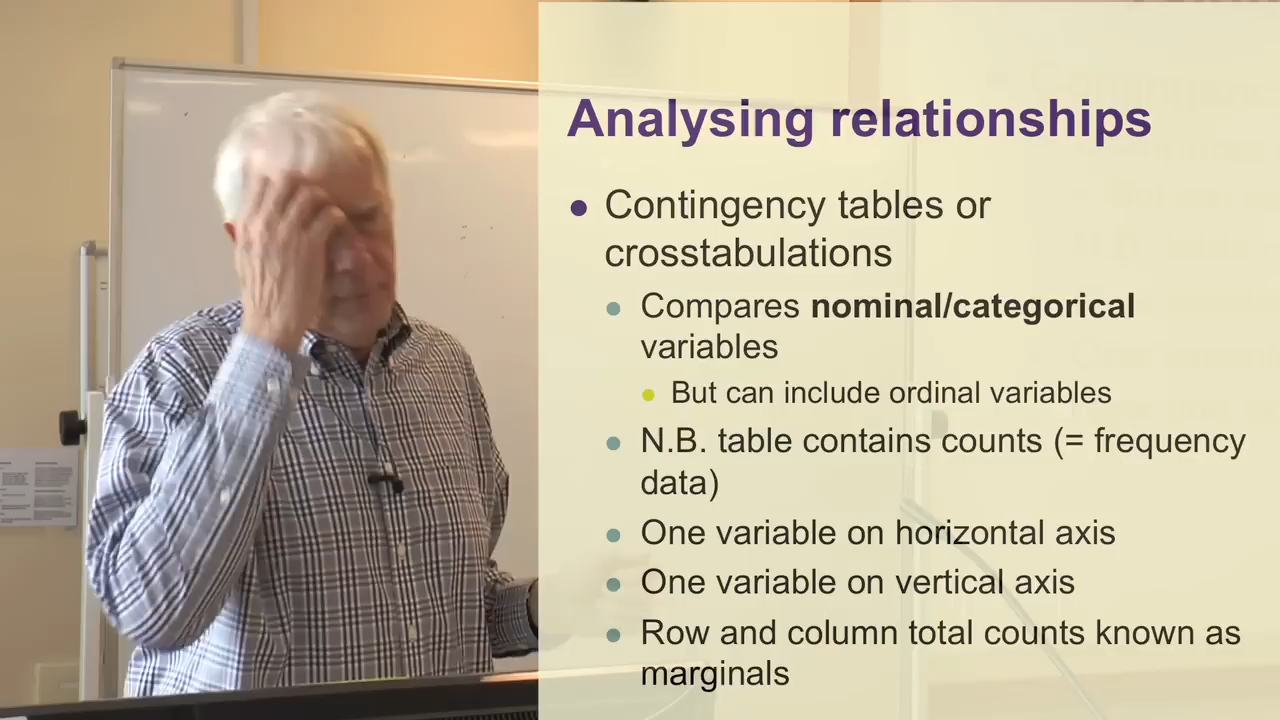 Analysing relationships
Contingency tables or
crosstabulations
Compares nominal/categorical
variables
But can include ordinal variables
N.B. table contains counts (= frequency
data)
One variable on horizontal axis
One variable on vertical axis
Row and column total counts known as
marginals